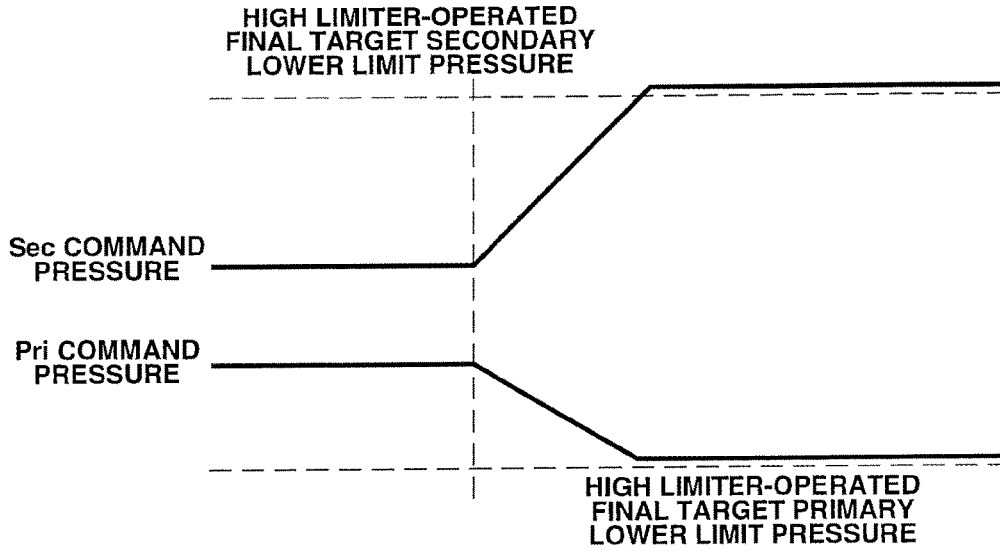 HIGH LIMITER-OPERATED
FINAL TARGET SECONDARY
LOWER LIMIT PRESSURE
Sec COMMAND
PRESSURE
Pri COMMAND
PRESSURE
HIGH LIMITER-OPERATED
FINAL TARGET PRIMARY
LOWER LIMIT PRESSURE